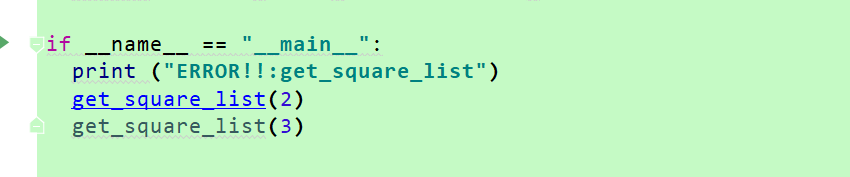 if __name__ == "__main__":
print ("ERROR!!:get_square_list")
get_square_list(2)
get_square_list(3)